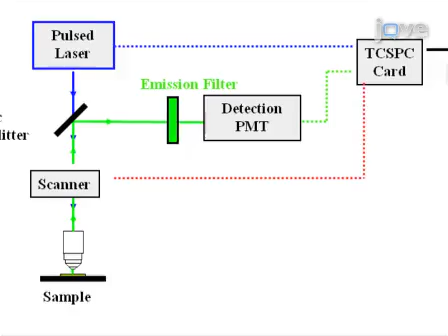 jove
Pulsed
Laser
TCSPC
Card
Emission Filter
Detection
PMT
c
litter
Scanner
Sample